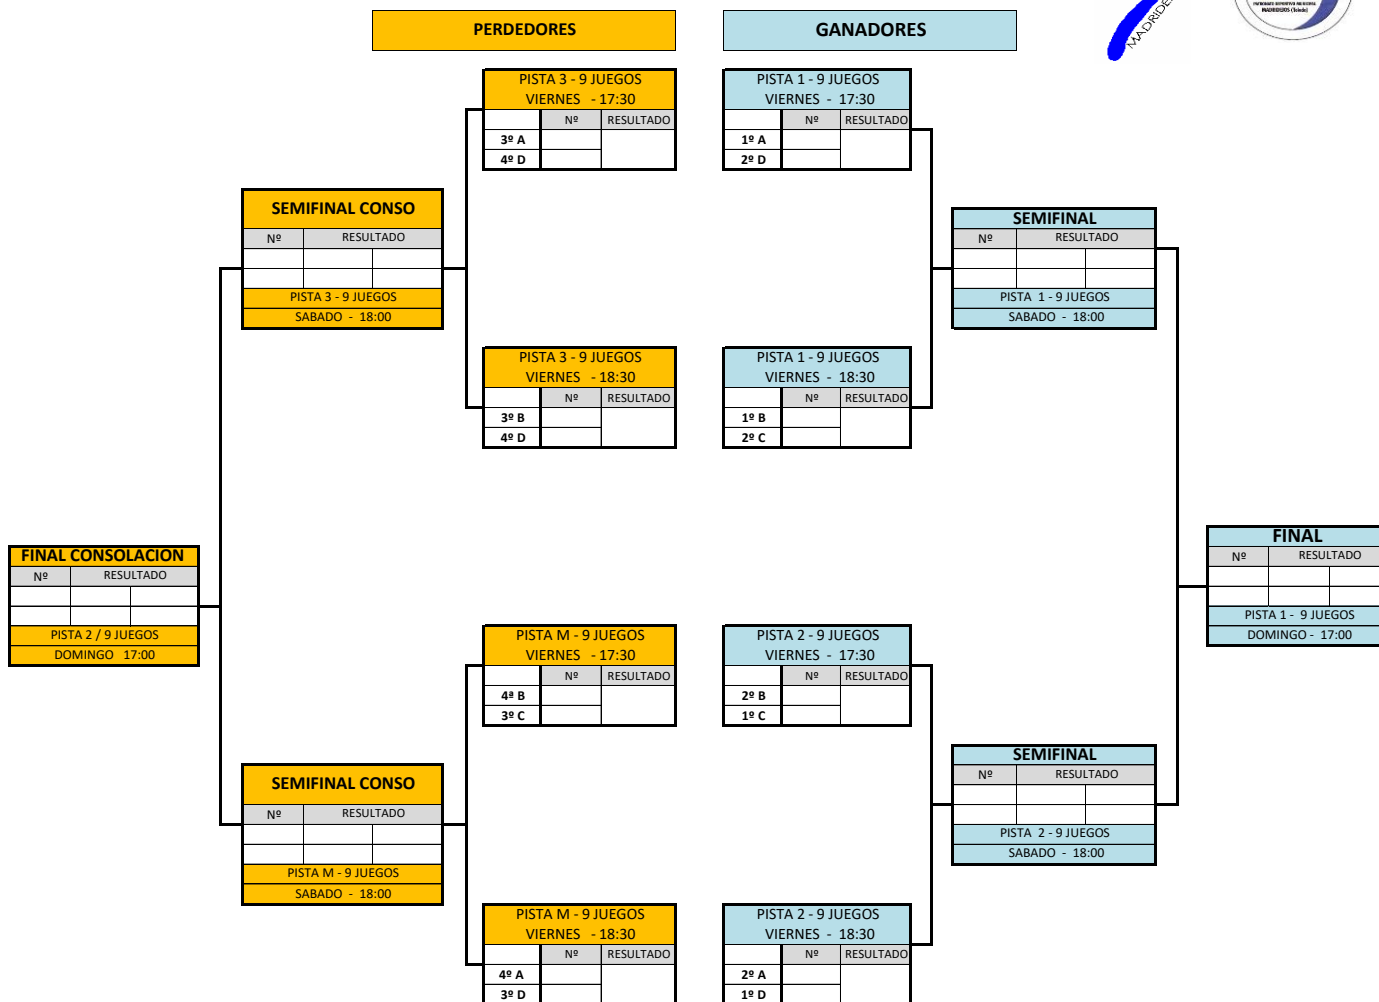 PERDEDORES
GANADORES
PATRONATO DEPORTIVO MUNICIPAL
MADRIDEJOS (Toledo)
PISTA 3 - 9 JUEGOS
VIERNES - 17:30
Nº RESULTADO
3º A
4º D
PISTA 1 - 9 JUEGOS
VIERNES - 17:30
Nº RESULTADO
1º A
2º D
SEMIFINAL CONSO
Nº RESULTADO
PISTA 3 - 9 JUEGOS
SABADO - 18:00
SEMIFINAL
Nº RESULTADO
PISTA 1 - 9 JUEGOS
SABADO - 18:00
PISTA 3 - 9 JUEGOS
VIERNES - 18:30
Nº RESULTADO
3º B
4º D
PISTA 1 - 9 JUEGOS
VIERNES - 18:30
Nº RESULTADO
1º B
2º C
FINAL CONSOLACION
Nº RESULTADO
PISTA 2 / 9 JUEGOS
DOMINGO 17:00
FINAL
Nº RESULTADO
PISTA 1 - 9 JUEGOS
DOMINGO - 17:00
PISTA M - 9 JUEGOS
VIERNES - 17:30
Nº RESULTADO
4ª B
3º C
PISTA 2 - 9 JUEGOS
VIERNES - 17:30
Nº RESULTADO
2º B
1º C
SEMIFINAL CONSO
Nº RESULTADO
PISTA M - 9 JUEGOS
SABADO - 18:00
SEMIFINAL
Nº RESULTADO
PISTA 2 - 9 JUEGOS
SABADO - 18:00
PISTA M - 9 JUEGOS
VIERNES - 18:30
Nº RESULTADO
4º A
3º D
PISTA 2 - 9 JUEGOS
VIERNES - 18:30
Nº RESULTADO
2º A
1º D